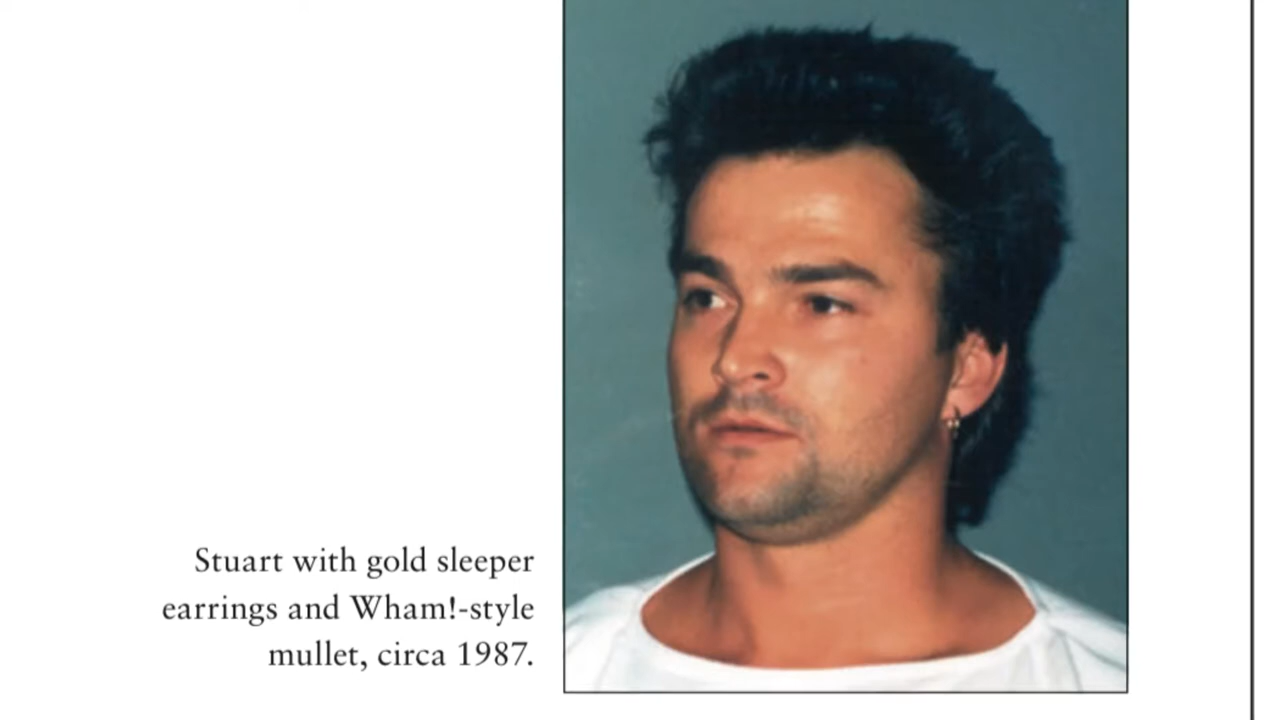 Stuart with gold sleeper
earrings and Wham!-style
mullet, circa 1987.